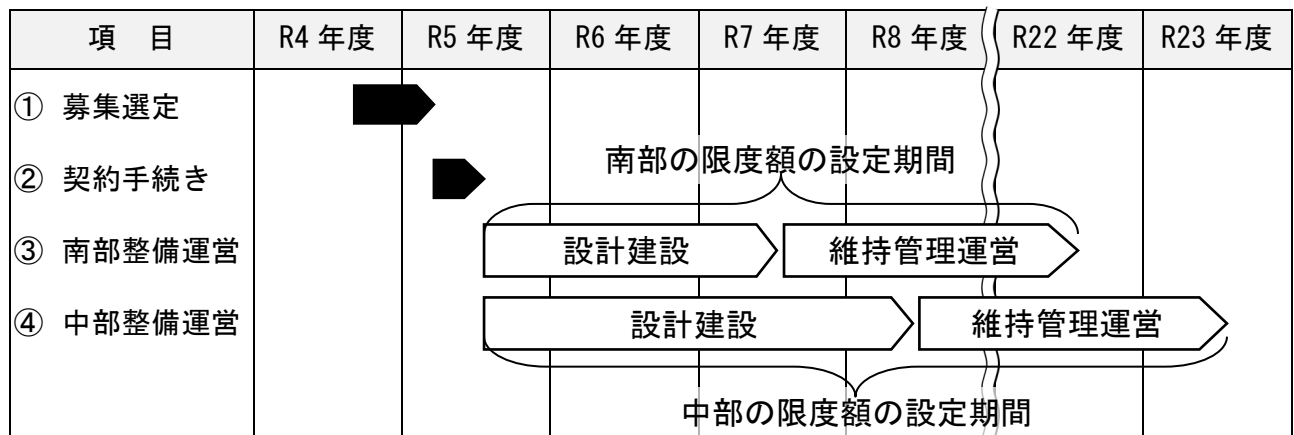 項　目 R4 年度 R5 年度 R6 年度 R7 年度 R8 年度 R22 年度 R23 年度
① 募集選定
南部の限度額の設定期間
② 契約手続き
③ 南部整備運営 設計建設 維持管理運営
④ 中部整備運営 設計建設 維持管理運営
中部の限度額の設定期間